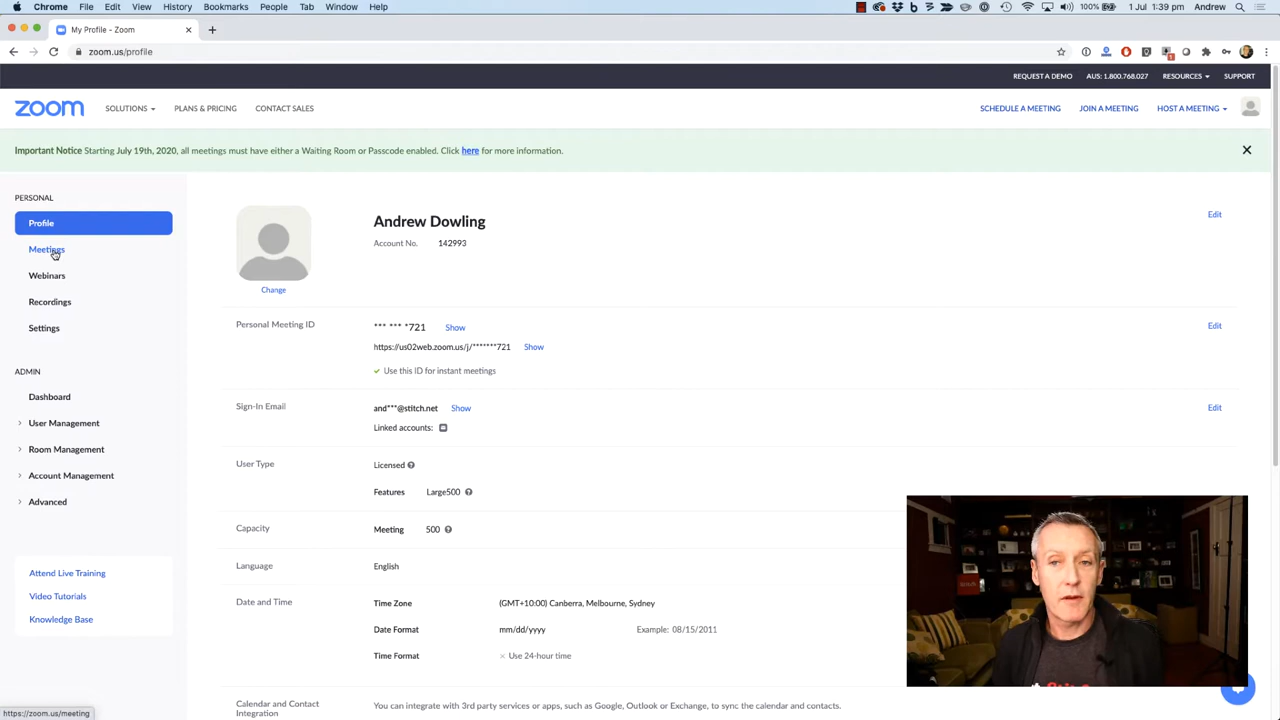 Chrome File Edit View History Bookmarks People Tab Window Help 100% 1 Jul 1:39 pm Andrew
My Profile - Zoom
zoom.us/profile
REQUEST A DEMO AUS: 1.800.768.027 RESOURCES SUPPORT
zoom SOLUTIONS PLANS & PRICING CONTACT SALES SCHEDULE A MEETING JOIN A MEETING HOST A MEETING
Important Notice Starting July 19th, 2020, all meetings must have either a Waiting Room or Passcode enabled. Click here for more information.
PERSONAL
Profile
Meetings
Webinars
Recordings
Settings
ADMIN
Dashboard
User Management
Room Management
Account Management
Advanced
Attend Live Training
Video Tutorials
Knowledge Base
Andrew Dowling Edit
Account No. 142993
Change
Personal Meeting ID *** *** *721 Show Edit
https://us02web.zoom.us/j/*******721 Show
Use this ID for instant meetings
Sign-In Email and***@stitch.net Show Edit
Linked accounts:
User Type Licensed
Features Large500
Capacity Meeting 500
Language English
Date and Time Time Zone (GMT+10:00) Canberra, Melbourne, Sydney
Date Format mm/dd/yyyy Example: 08/15/2011
Time Format Use 24-hour time
Calendar and Contact Integration You can integrate with 3rd party services or apps, such as Google, Outlook or Exchange, to sync the calendar and contacts.
https://zoom.us/meeting